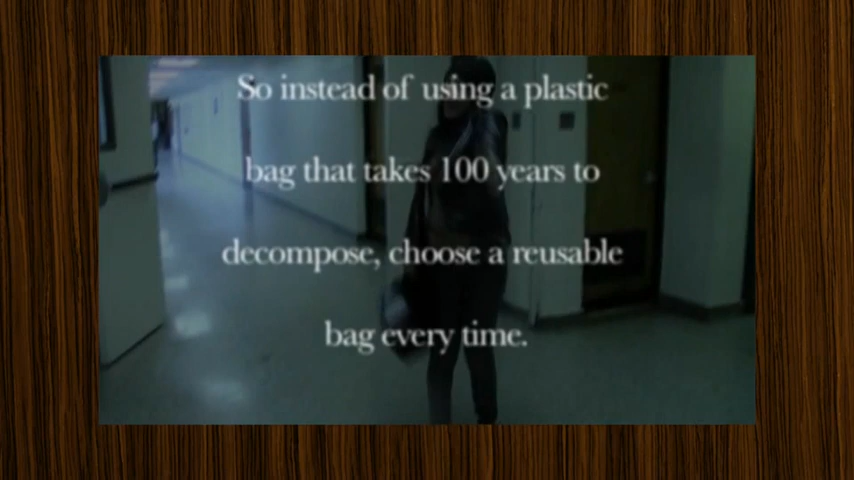 So instead of using a plastic
bag that takes 100 years to
decompose, choose a reusable
bag every time.